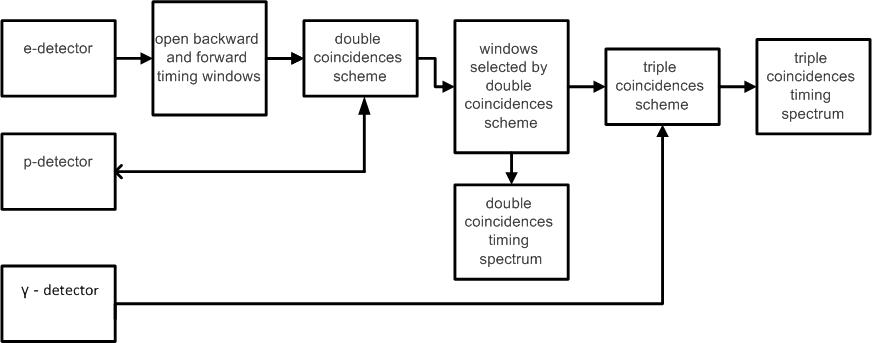 e-detector
open backward
and forward
timing windows
double
coincidences
scheme
windows
selected by
double
coincidences
scheme
triple
coincidences
scheme
triple
coincidences
timing
spectrum
p-detector
double
coincidences
timing
spectrum
γ - detector